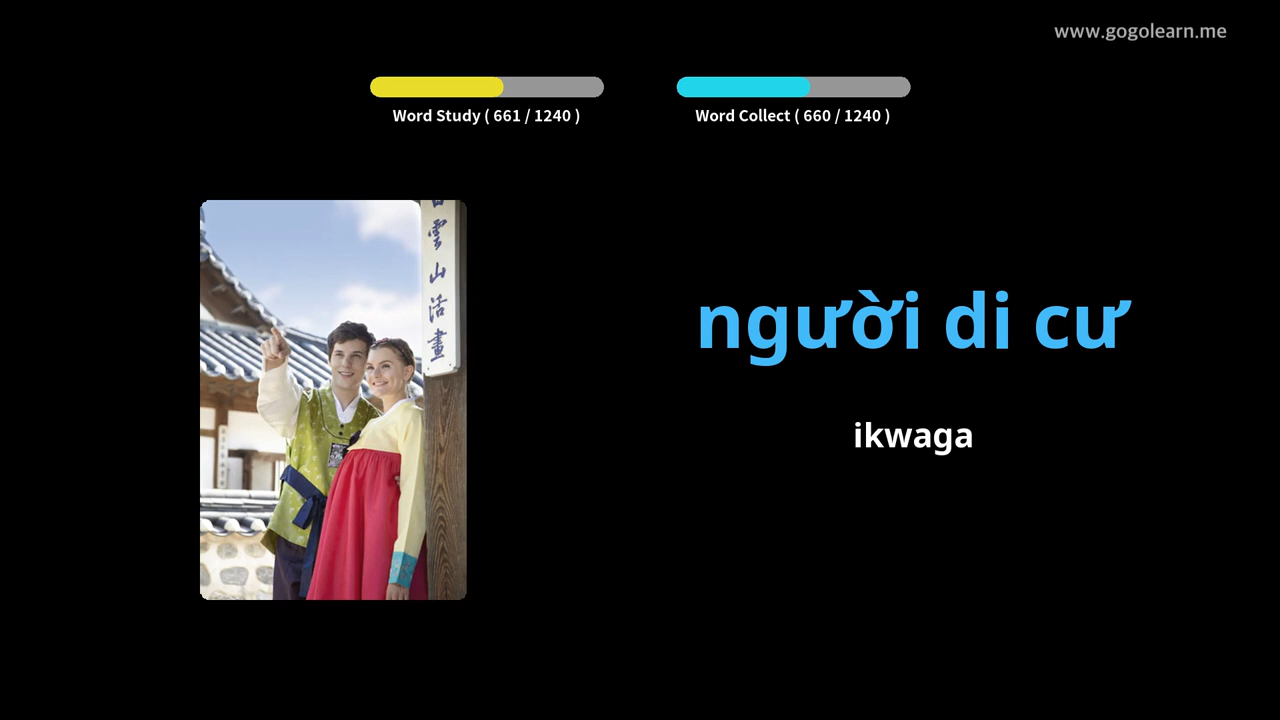 www.gogolearn.me
Word Study ( 661 / 1240 )
Word Collect ( 660 / 1240 )
雲
山
活
畫
người di cư
ikwaga